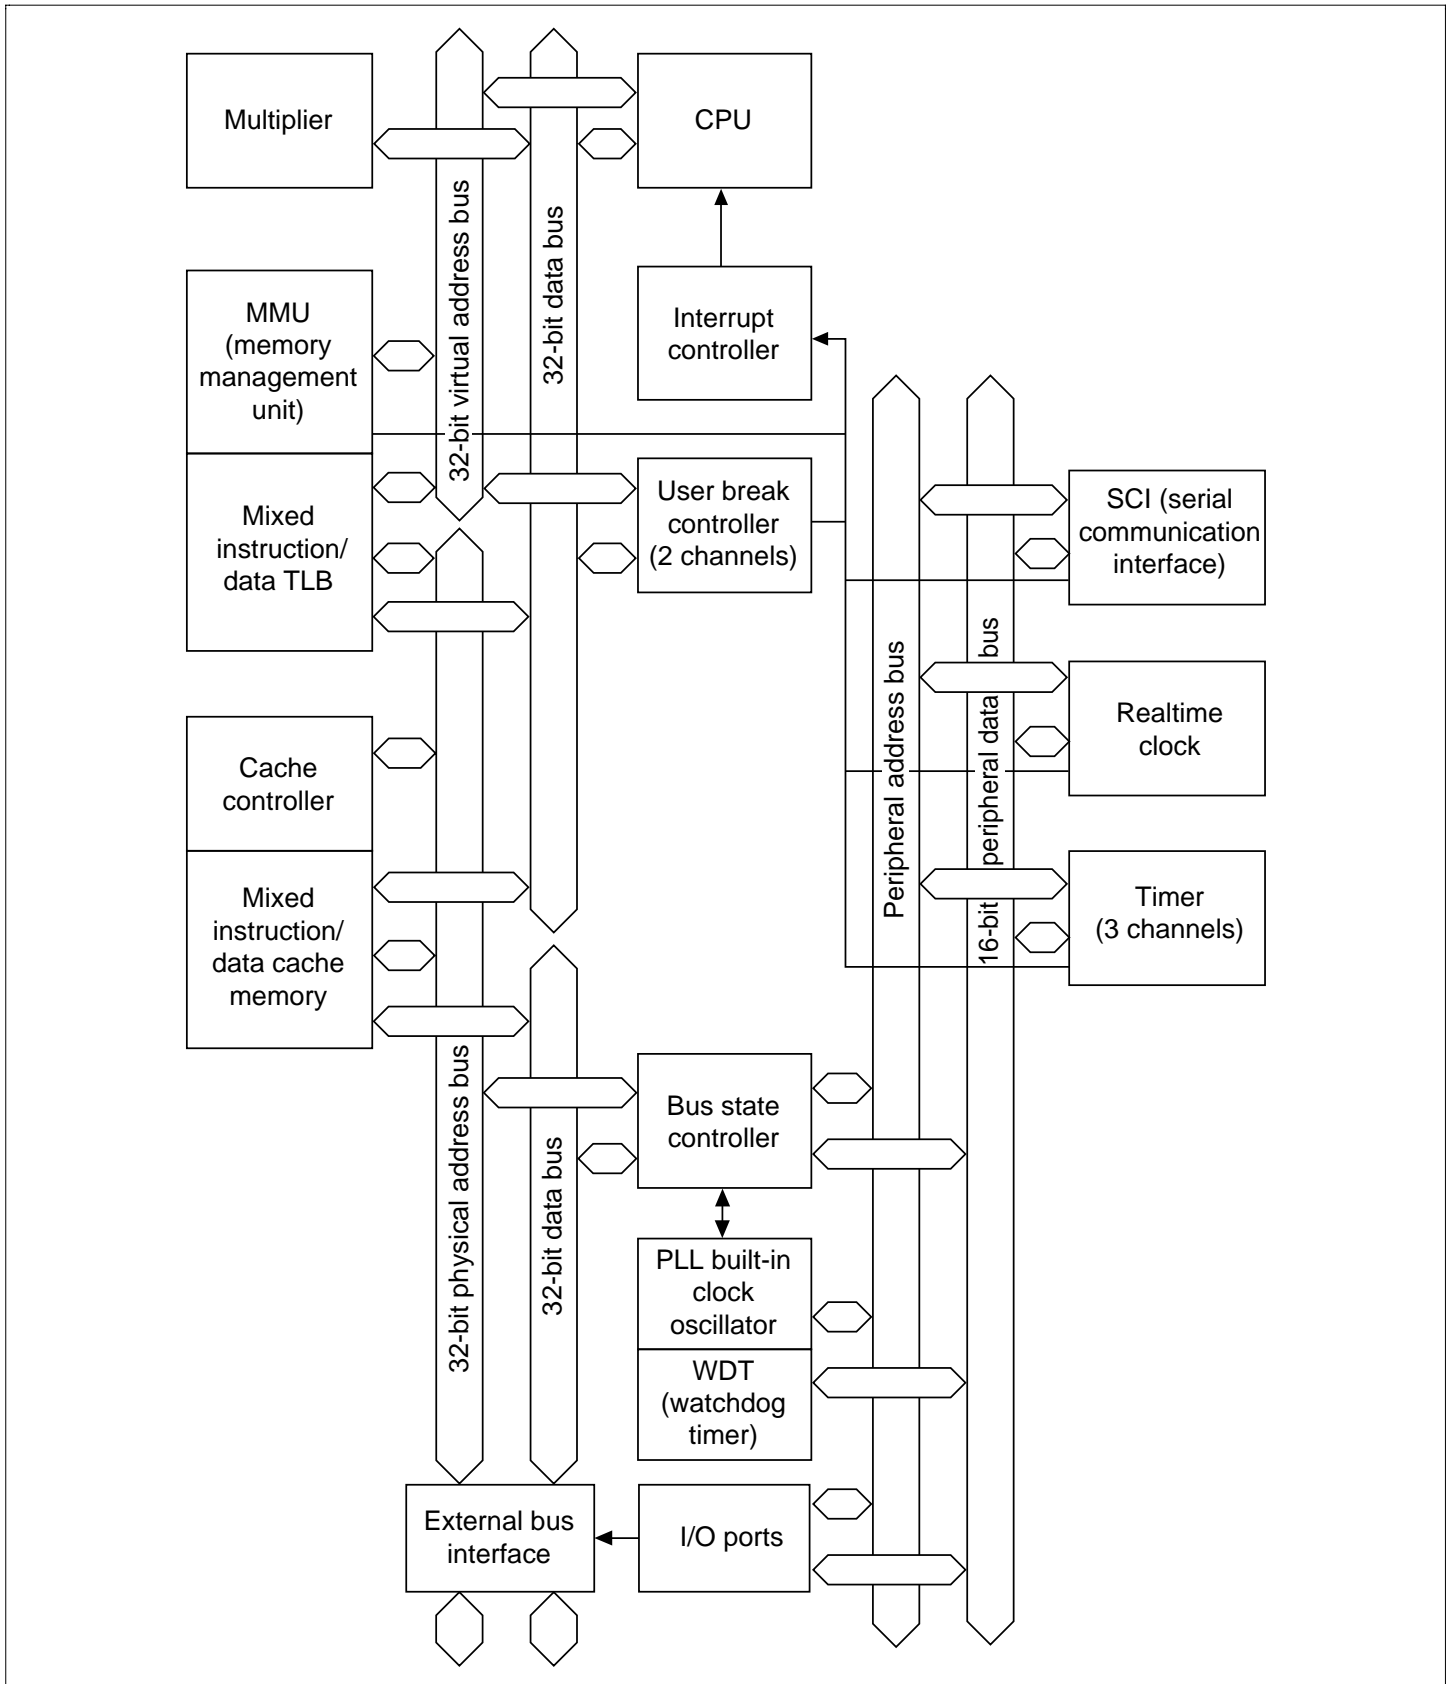 Multiplier
CPU
32-bit virtual address bus
32-bit data bus
MMU
(memory
management
unit)
Interrupt
controller
Mixed
instruction/
data TLB
User break
controller
(2 channels)
SCI (serial
communication
interface)
Peripheral address bus
16-bit peripheral data bus
Realtime
clock
Cache
controller
Mixed
instruction/
data cache
memory
Timer
(3 channels)
32-bit physical address bus
32-bit data bus
Bus state
controller
PLL built-in
clock
oscillator
WDT
(watchdog
timer)
External bus
interface
I/O ports